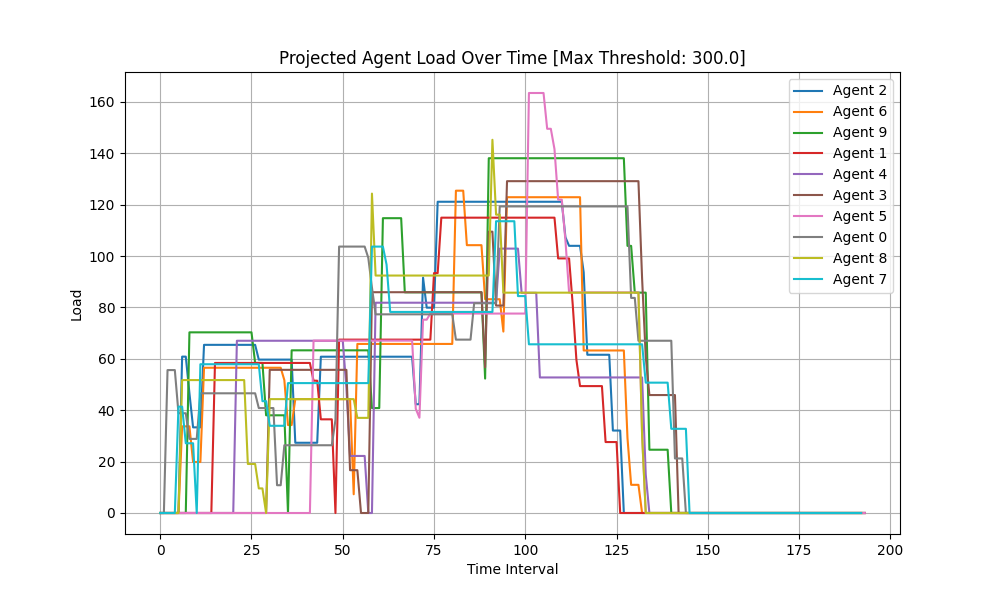 Projected Agent Load Over Time [Max Threshold: 300.0]
Load
160
140
120
100
80
60
40
20
0
Agent 2
Agent 6
Agent 9
Agent 1
Agent 4
Agent 3
Agent 5
Agent 0
Agent 8
Agent 7
0 25 50 75 100 125 150 175 200
Time Interval